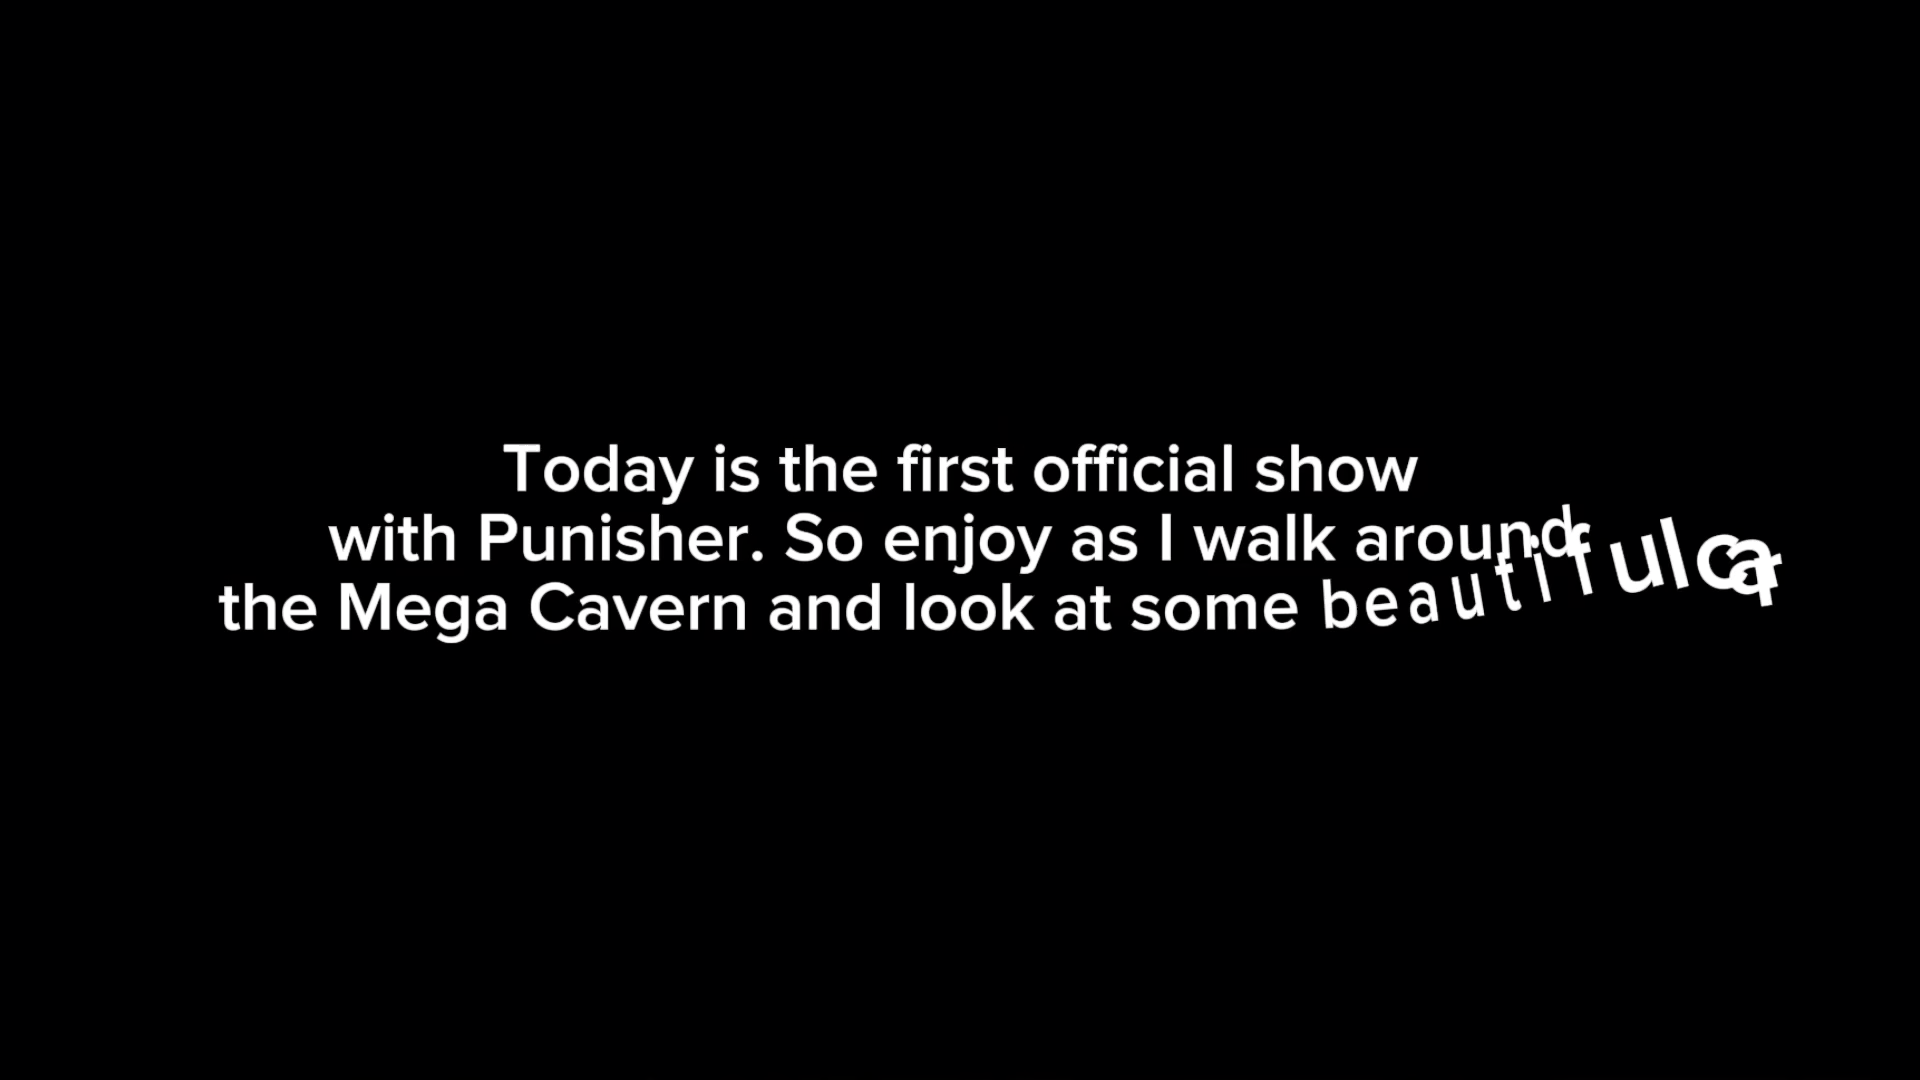 Today is the first official show
with Punisher. So enjoy as I walk around
the Mega Cavern and look at some beautiful